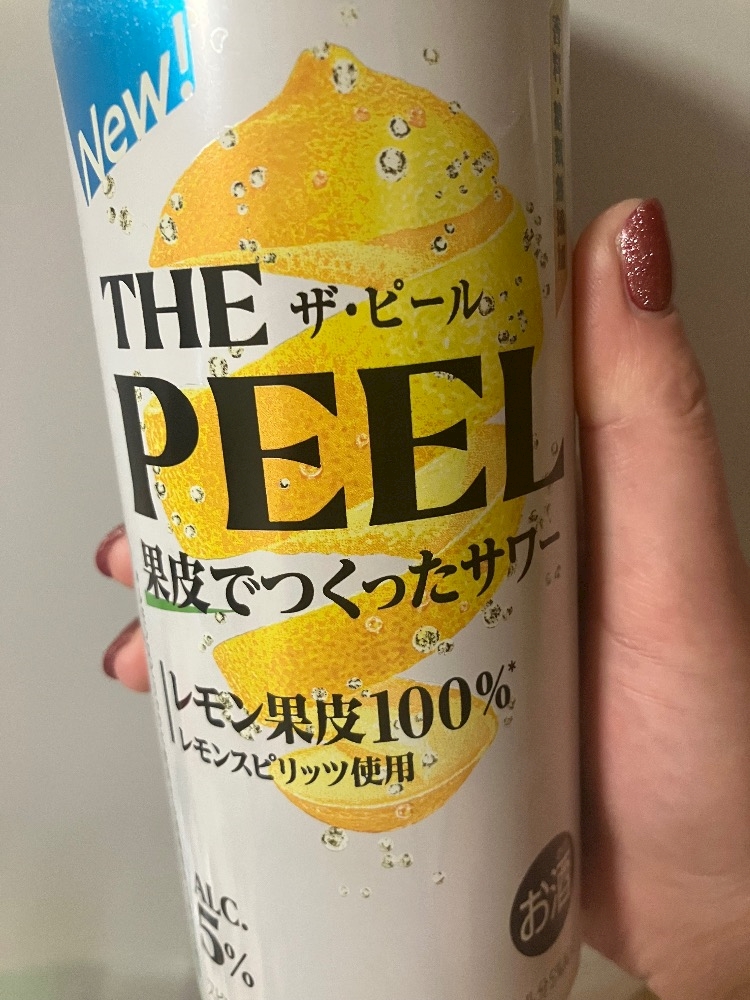 New!
THE ザ・ピール
PEEL
果皮でつくったサワー
レモン果皮100%*
レモンスピリッツ使用
ALC.
5%
お酒